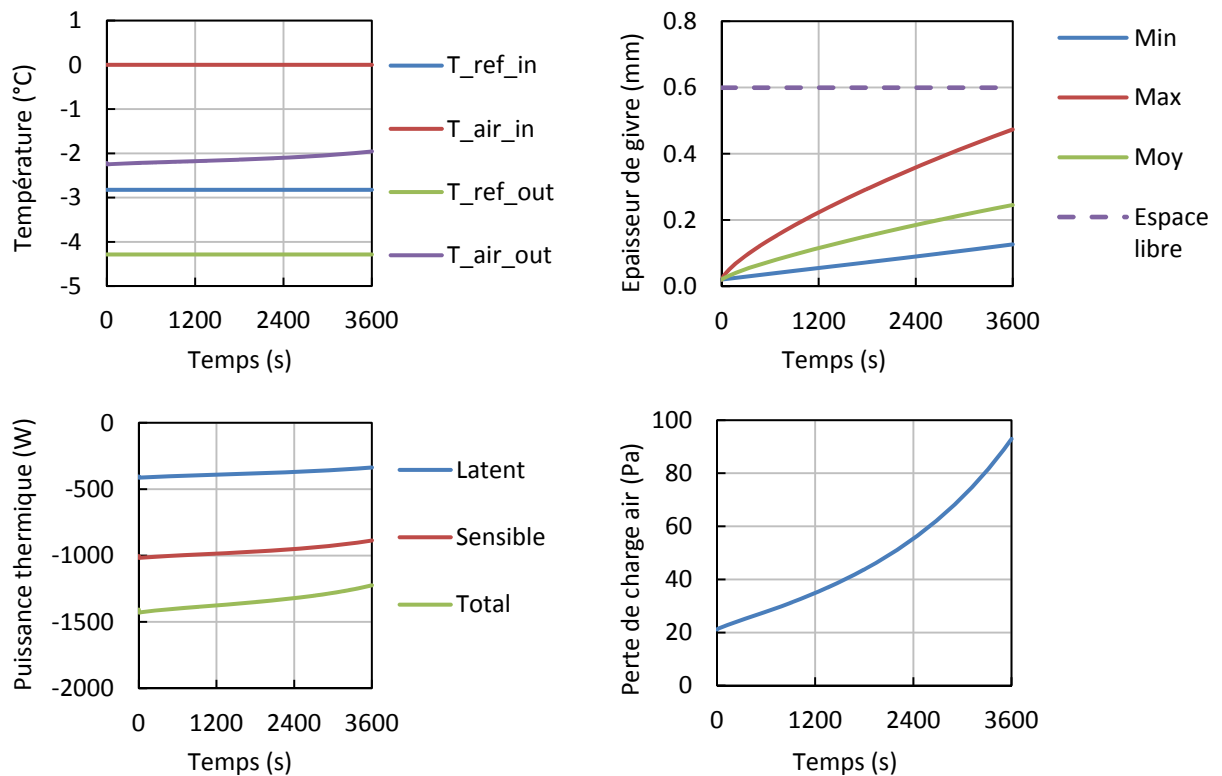 Température (°C)
1
0
-1
-2
-3
-4
-5
0
1200
2400
3600
Temps (s)
T_ref_in
T_air_in
T_ref_out
T_air_out
Epaisseur de givre (mm)
0.8
0.6
0.4
0.2
0.0
0
1200
2400
3600
Temps (s)
Min
Max
Moy
Espace
libre
Puissance thermique (W)
0
-500
-1000
-1500
-2000
0
1200
2400
3600
Temps (s)
Latent
Sensible
Total
Perte de charge air (Pa)
100
80
60
40
20
0
0
1200
2400
3600
Temps (s)